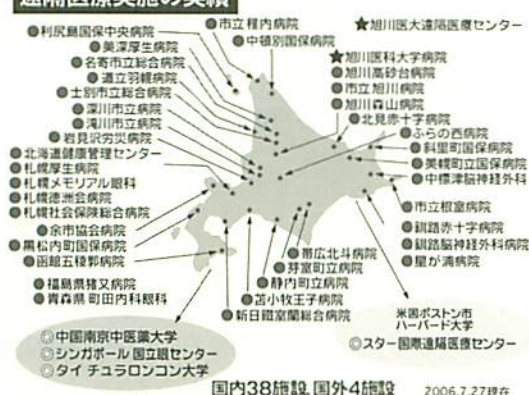 遠隔医療実施の実績
●利尻島国保中央病院
●美深厚生病院
●名寄市立総合病院
●道立羽幌病院
●士別市立総合病院
●深川市立病院
●滝川市立病院
●岩見沢労災病院
●北海道健康管理センター
●札幌厚生病院
●札幌メモリアル眼科
●札幌徳洲会病院
●札幌社会保険総合病院
●余市協会病院
●黒松内町国保病院
●函館五稜郭病院
●福島県猪又病院
●青森県 町田内科眼科
●市立稚内病院
●中頓別国保病院
★旭川医大遠隔医療センター
★旭川医科大学病院
●旭川高砂台病院
●市立旭川病院
●旭川森山病院
●北見赤十字病院
●ふらの西病院
●斜里町国保病院
●美幌町立国保病院
●中標津脳神経外科
●市立根室病院
●釧路赤十字病院
●釧路脳神経外科病院
●星が浦病院
●帯広北斗病院
●芽室町立病院
●静内町立病院
●苫小牧王子病院
●新日鐵室蘭総合病院
◎中国南京中医薬大学
◎シンガポール 国立眼センター
◎タイ チュラロンコン大学
米国ボストン市
ハーバード大学
◎スター国際遠隔医療センター
国内38施設 国外4施設
2006.7.27現在